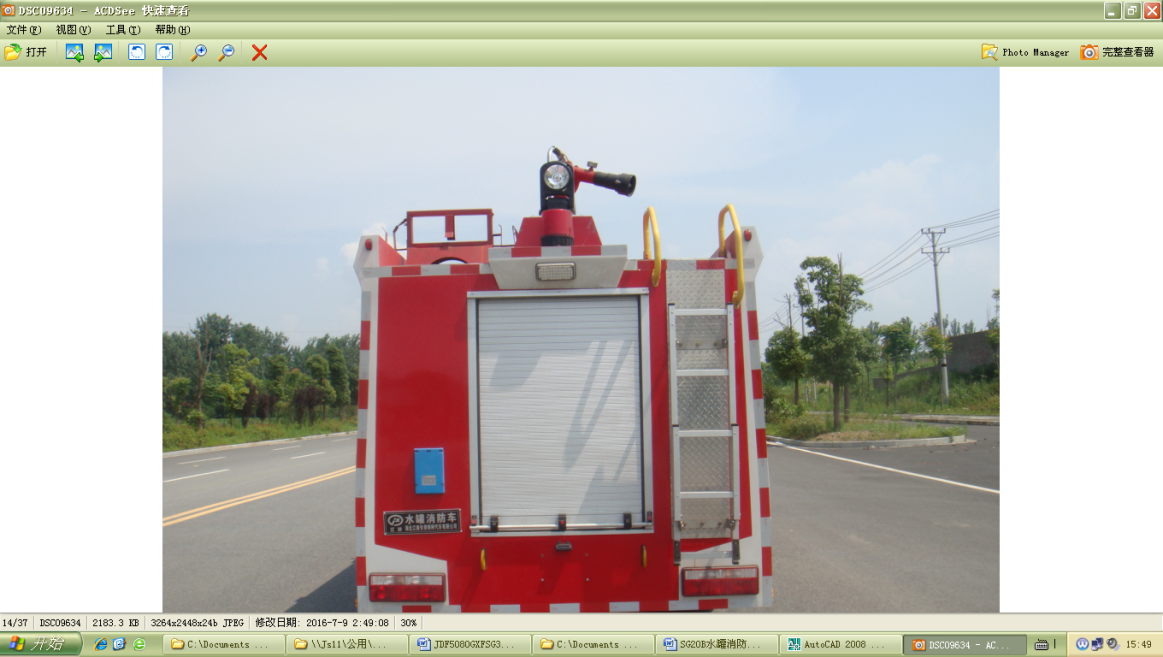 DSC09634 - ACDSee 快速查看
文件(F) 视图(V) 工具(T) 帮助(H)
打开 Photo Manager 完整查看器
水罐消防车
14/37 DSC09634 2183.3 KB 3264x2448x24b JPEG 修改日期: 2016-7-9 2:49:08 30%
开始 C:\Documents ... \\Js11\公用\... JDF5080GXFSG3... C:\Documents ... SG20B水罐消防... AutoCAD 2008 ... DSC09634 - AC... 15:49